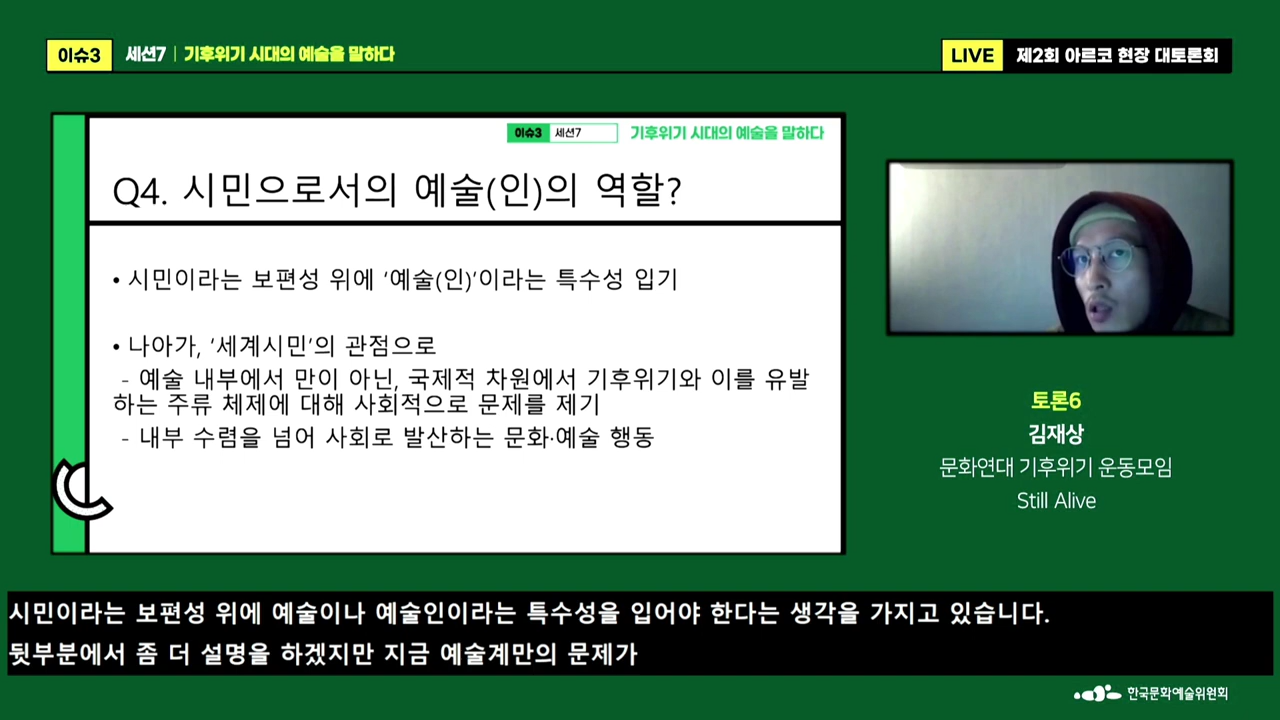 이슈3 세션7 | 기후위기 시대의 예술을 말하다
LIVE 제2회 아르코 현장 대토론회
이슈3 세션7 기후위기 시대의 예술을 말하다
Q4. 시민으로서의 예술(인)의 역할?
• 시민이라는 보편성 위에 '예술(인)'이라는 특수성 입기
• 나아가, '세계시민'의 관점으로
- 예술 내부에서 만이 아닌, 국제적 차원에서 기후위기와 이를 유발
하는 주류 체제에 대해 사회적으로 문제를 제기
- 내부 수렴을 넘어 사회로 발산하는 문화·예술 행동
토론6
김재상
문화연대 기후위기 운동모임
Still Alive
시민이라는 보편성 위에 예술이나 예술인이라는 특수성을 입어야 한다는 생각을 가지고 있습니다.
뒷부분에서 좀 더 설명을 하겠지만 지금 예술계만의 문제가
한국문화예술위원회